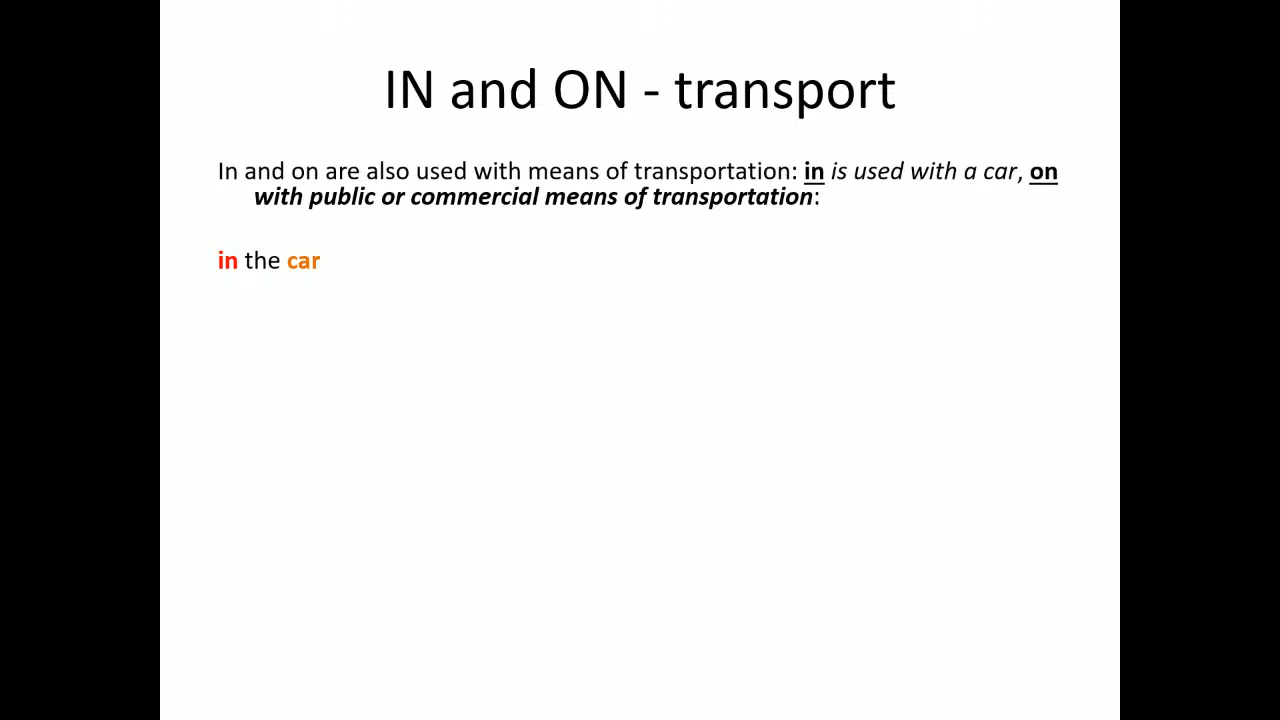 IN and ON - transport
In and on are also used with means of transportation: in is used with a car, on
with public or commercial means of transportation:
in the car